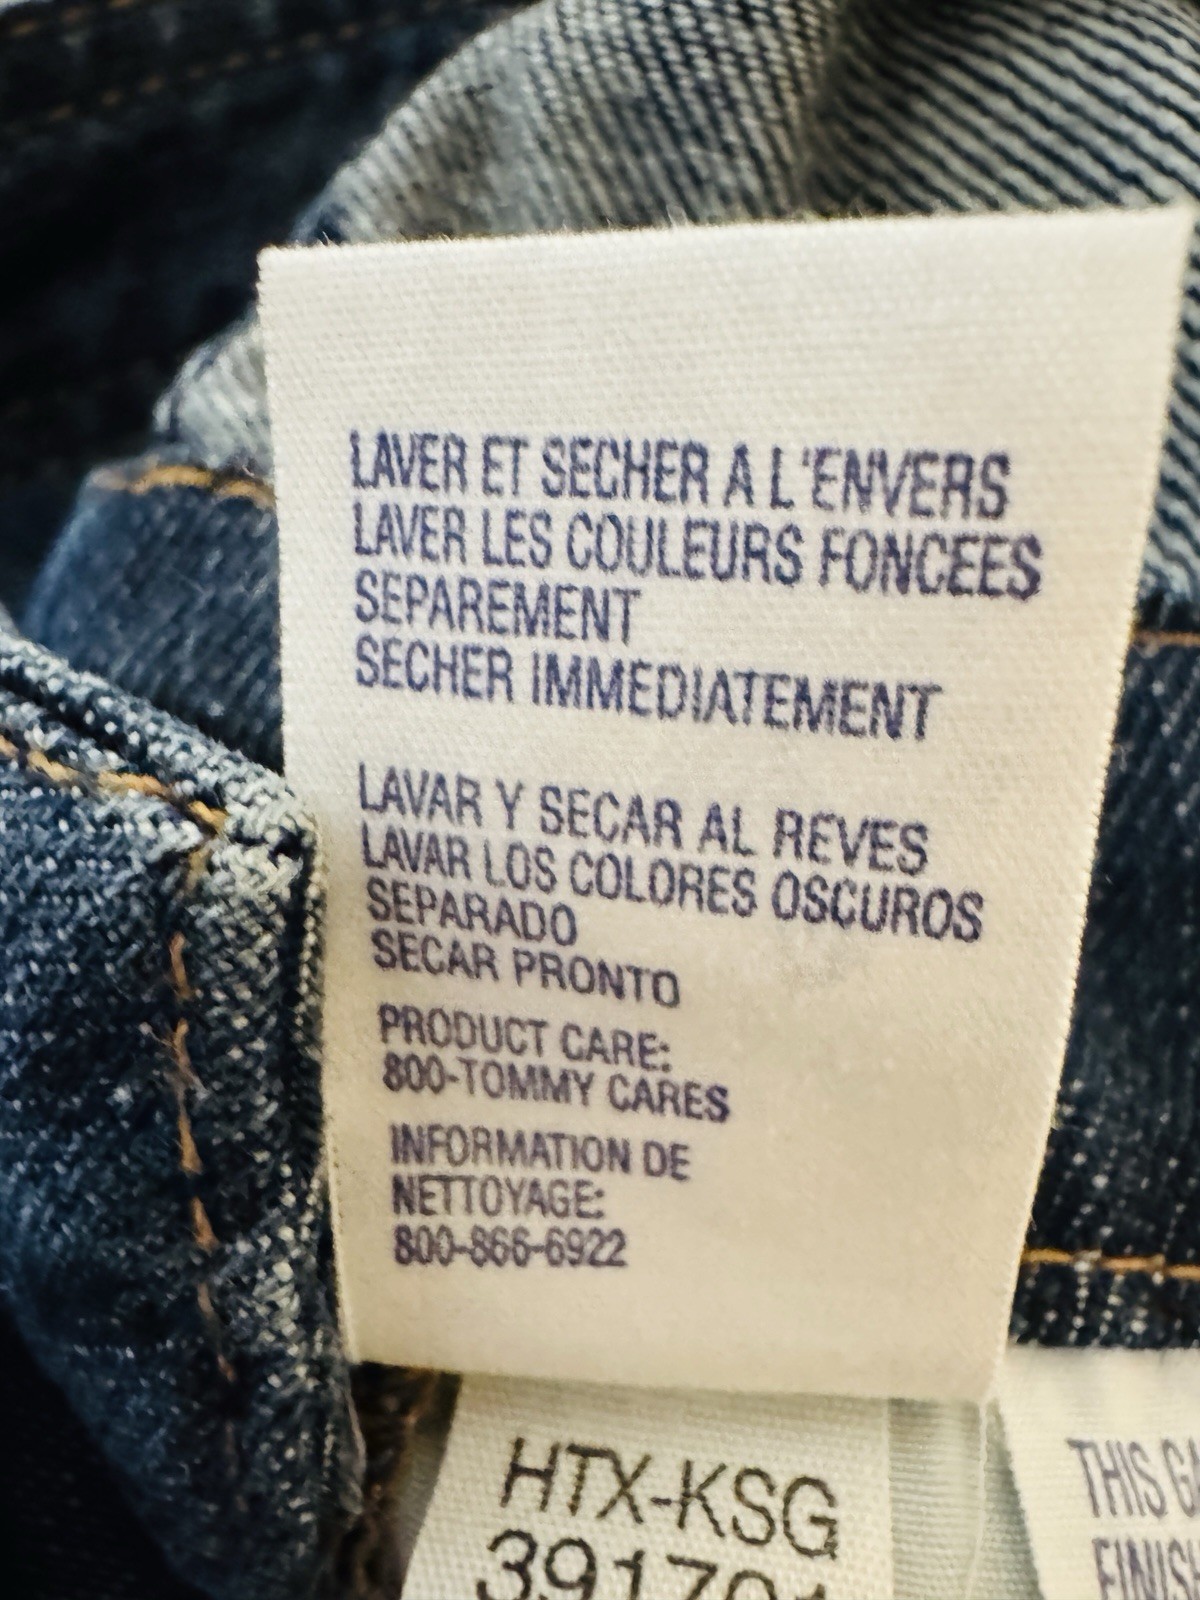 LAVER ET SECHER A L'ENVERS
LAVER LES COULEURS FONCEES
SEPAREMENT
SECHER IMMEDIATEMENT
LAVAR Y SECAR AL REVES
LAVAR LOS COLORES OSCUROS
SEPARADO
SECAR PRONTO
PRODUCT CARE:
800-TOMMY CARES
INFORMATION DE
NETTOYAGE:
800-866-6922
HTX-KSG
THIS